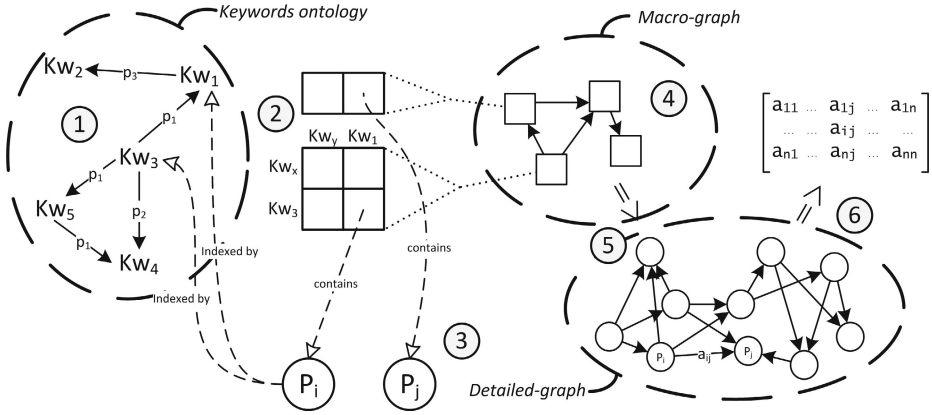 Keywords ontology
Macro-graph
Kw2
p3
Kw1
1
2
4
p1
Kwy Kw1
Kw3
Kwx
p1
p2
Kw5
Kw3
p1
Kw4
Indexed by
contains
contains
Indexed by
3
Pi
Pj
a11 ... a1j ... a1n
... ... aij ... ...
an1 ... anj ... ann
5
6
Pi
aij
Pj
Detailed-graph